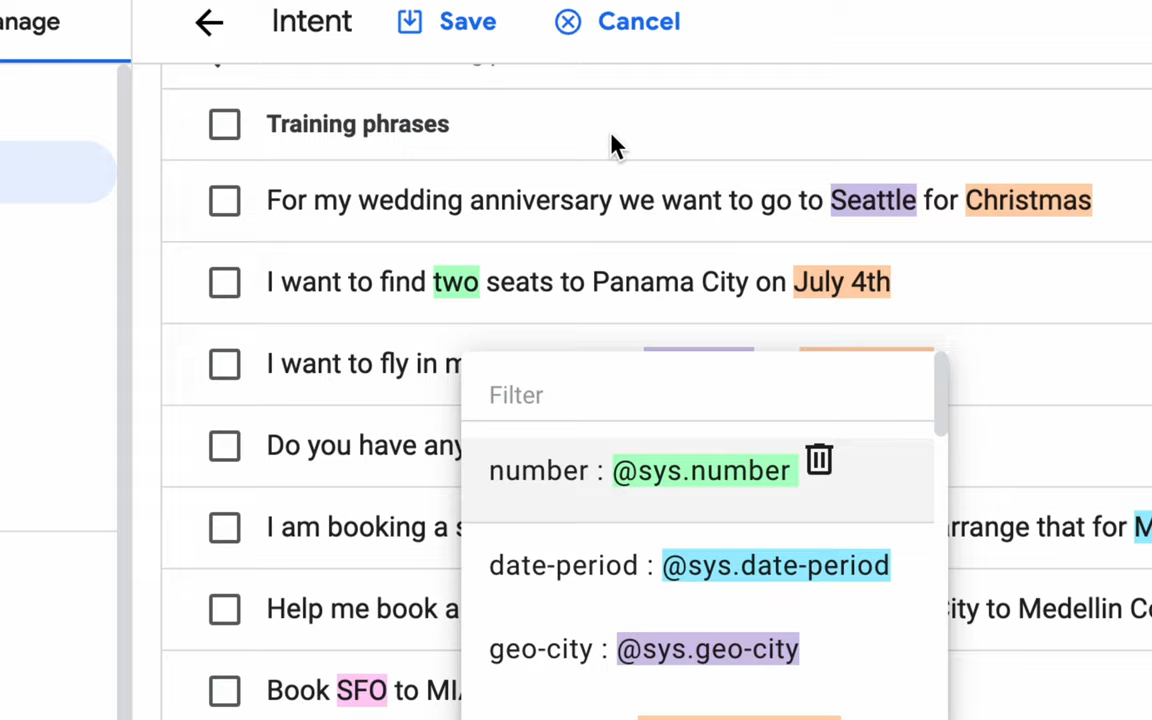 anage
Intent
Save
Cancel
Training phrases
For my wedding anniversary we want to go to Seattle for Christmas
I want to find two seats to Panama City on July 4th
I want to fly in
Filter
number : @sys.number
Do you have any
I am booking a
rrange that for
date-period : @sys.date-period
Help me book a
ity to Medellin
geo-city : @sys.geo-city
Book SFO to MI